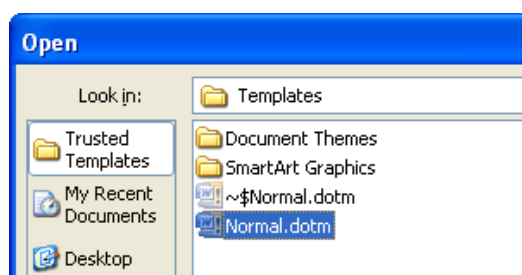 Open
Look in:
Templates
Trusted
Templates
My Recent
Documents
Desktop
Document Themes
SmartArt Graphics
~$Normal.dotm
Normal.dotm